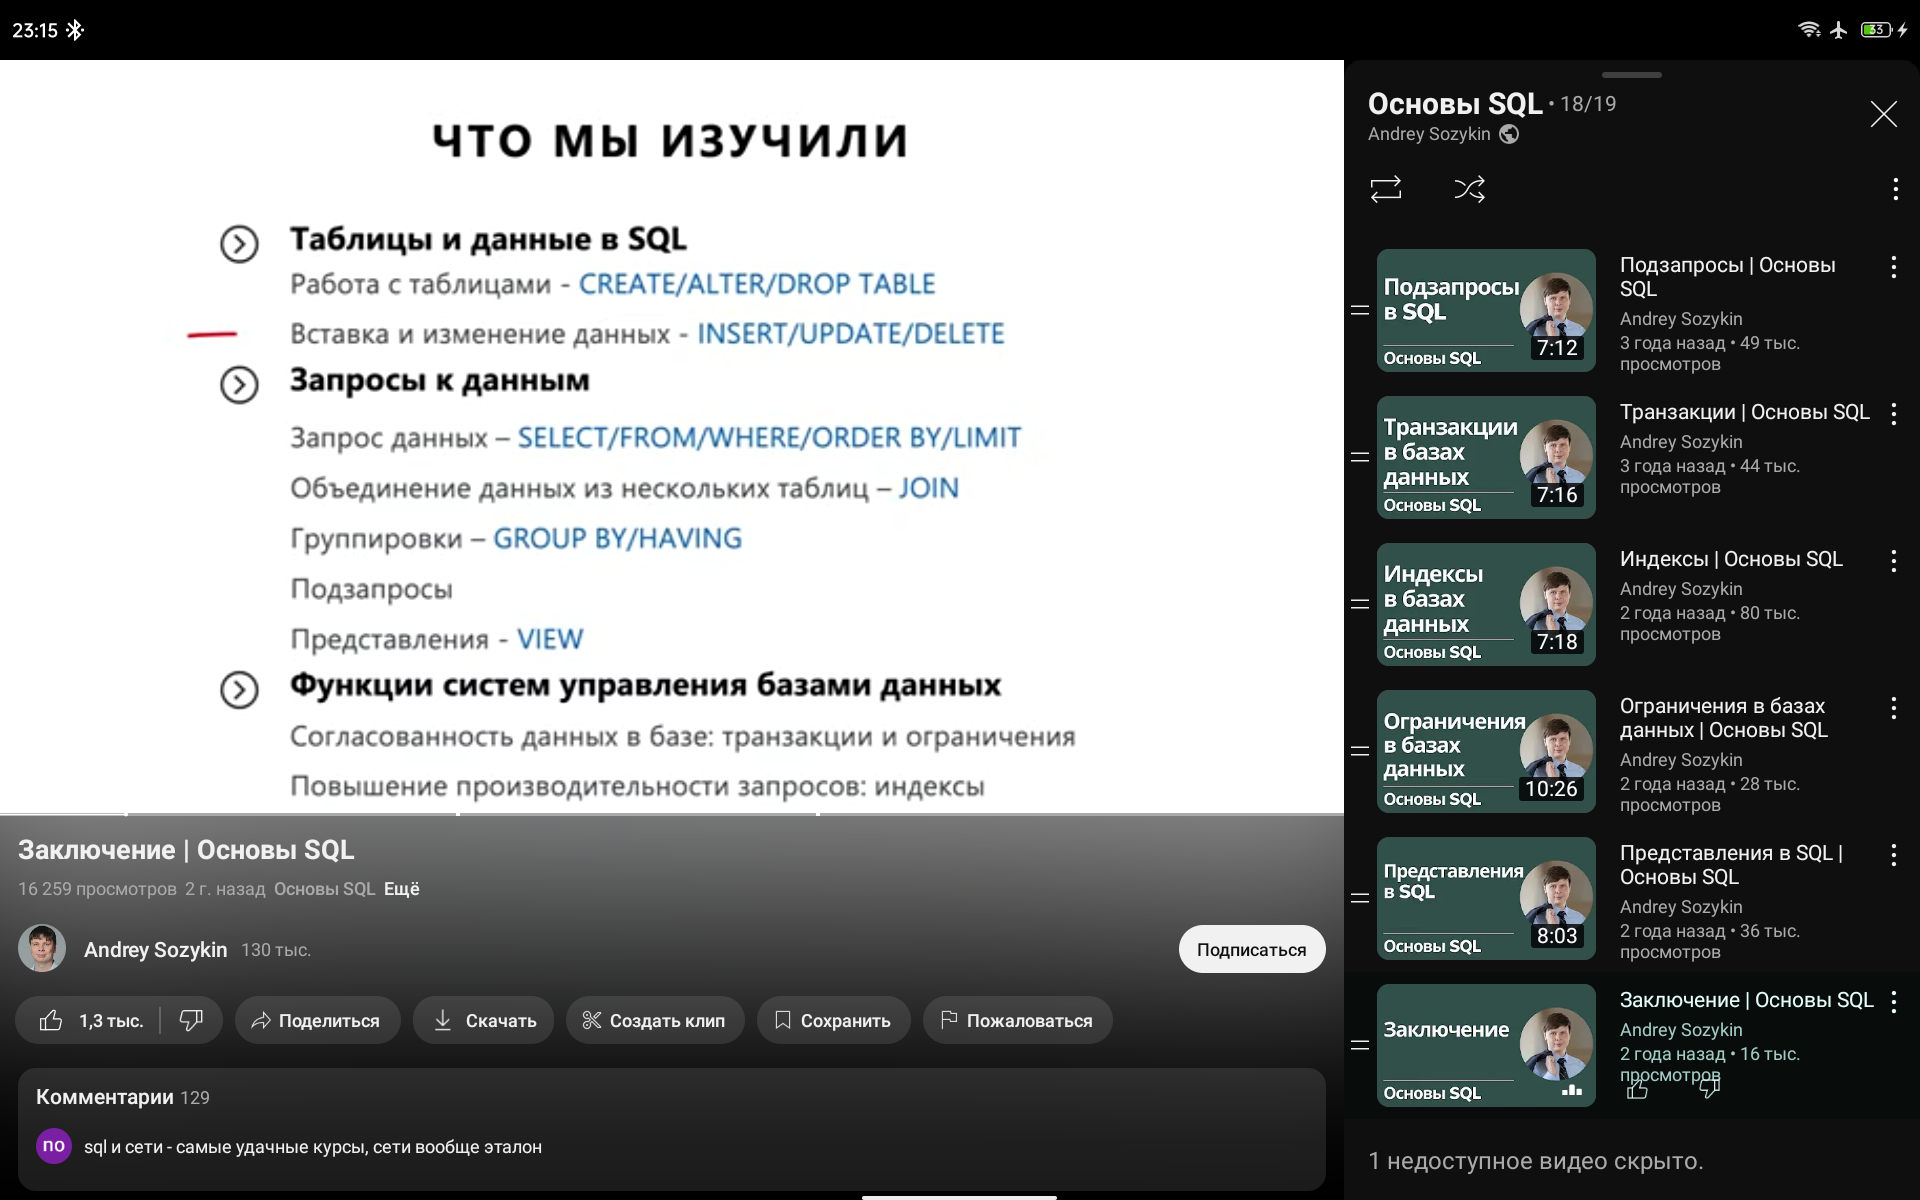 23:15
33
ЧТО МЫ ИЗУЧИЛИ
Таблицы и данные в SQL
Работа с таблицами - CREATE/ALTER/DROP TABLE
Вставка и изменение данных - INSERT/UPDATE/DELETE
Запросы к данным
Запрос данных – SELECT/FROM/WHERE/ORDER BY/LIMIT
Объединение данных из нескольких таблиц – JOIN
Группировки – GROUP BY/HAVING
Подзапросы
Представления - VIEW
Функции систем управления базами данных
Согласованность данных в базе: транзакции и ограничения
Повышение производительности запросов: индексы
Заключение | Основы SQL
16 259 просмотров 2 г. назад Основы SQL Ещё
Andrey Sozykin 130 тыс.
Подписаться
1,3 тыс.
Поделиться
Скачать
Создать клип
Сохранить
Пожаловаться
Комментарии 129
по
sql и сети - самые удачные курсы, сети вообще эталон
Основы SQL • 18/19
Andrey Sozykin
Подзапросы
в SQL
7:12
Основы SQL
Подзапросы | Основы
SQL
Andrey Sozykin
3 года назад • 49 тыс.
просмотров
Транзакции
в базах
данных
7:16
Основы SQL
Транзакции | Основы SQL
Andrey Sozykin
3 года назад • 44 тыс.
просмотров
Индексы
в базах
данных
7:18
Основы SQL
Индексы | Основы SQL
Andrey Sozykin
2 года назад • 80 тыс.
просмотров
Ограничения
в базах
данных
10:26
Основы SQL
Ограничения в базах
данных | Основы SQL
Andrey Sozykin
2 года назад • 28 тыс.
просмотров
Представления
в SQL
8:03
Основы SQL
Представления в SQL |
Основы SQL
Andrey Sozykin
2 года назад • 36 тыс.
просмотров
Заключение
Основы SQL
Заключение | Основы SQL
Andrey Sozykin
2 года назад • 16 тыс.
просмотров
1 недоступное видео скрыто.